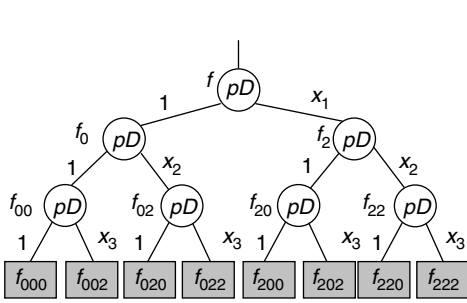 f pD
1 x₁
f₀ pD f₂ pD
1 x₂ 1 x₂
f₀₀ pD f₀₂ pD f₂₀ pD f₂₂ pD
1 x₃ 1 x₃ 1 x₃ 1 x₃
f₀₀₀ f₀₀₂ f₀₂₀ f₀₂₂ f₂₀₀ f₂₀₂ f₂₂₀ f₂₂₂